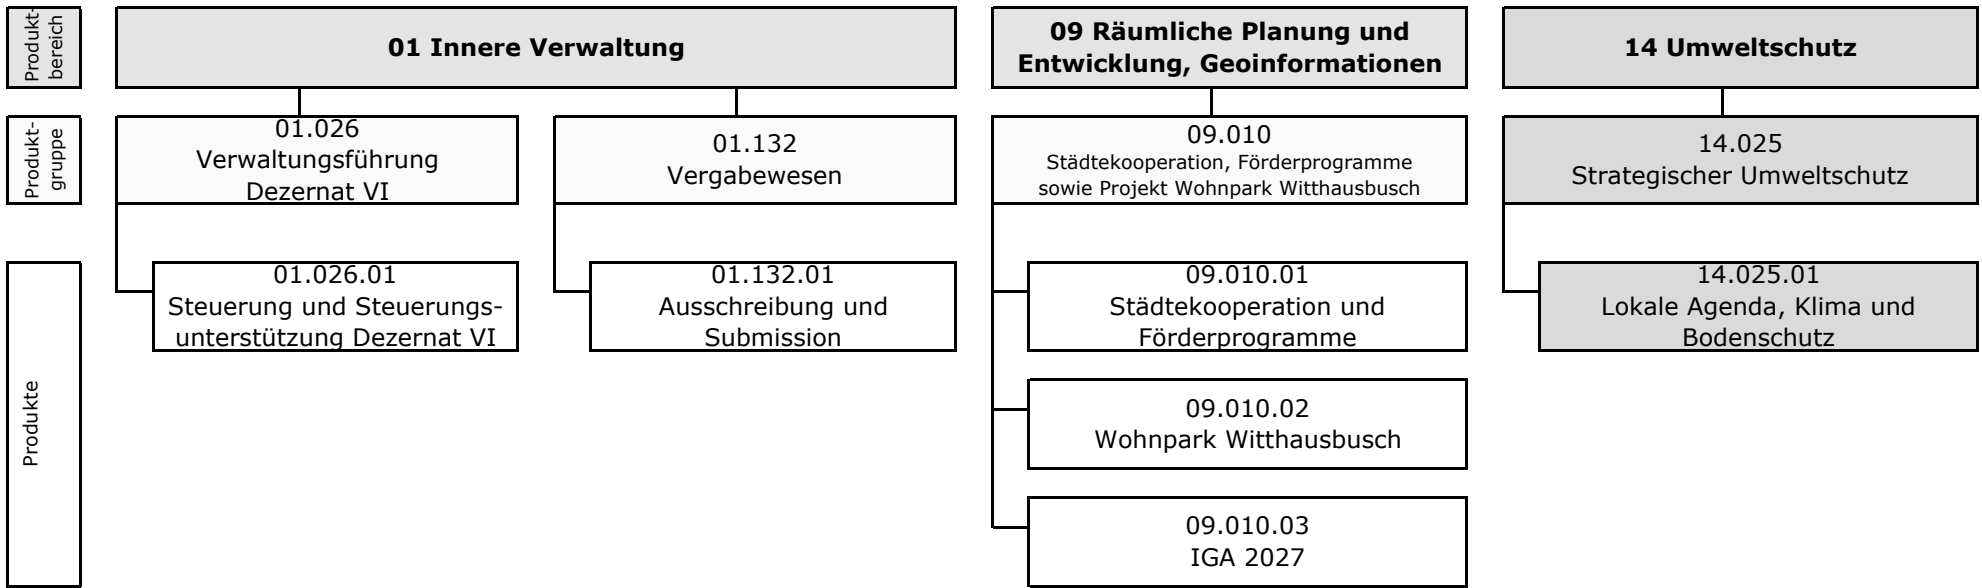 Produkt-
bereich
01 Innere Verwaltung
09 Räumliche Planung und
Entwicklung, Geoinformationen
14 Umweltschutz
Produkt-
gruppe
01.026
Verwaltungsführung
Dezernat VI
01.132
Vergabewesen
09.010
Städtekooperation, Förderprogramme
sowie Projekt Wohnpark Witthausbusch
14.025
Strategischer Umweltschutz
Produkte
01.026.01
Steuerung und Steuerungs-
unterstützung Dezernat VI
01.132.01
Ausschreibung und
Submission
09.010.01
Städtekooperation und
Förderprogramme
14.025.01
Lokale Agenda, Klima und
Bodenschutz
09.010.02
Wohnpark Witthausbusch
09.010.03
IGA 2027